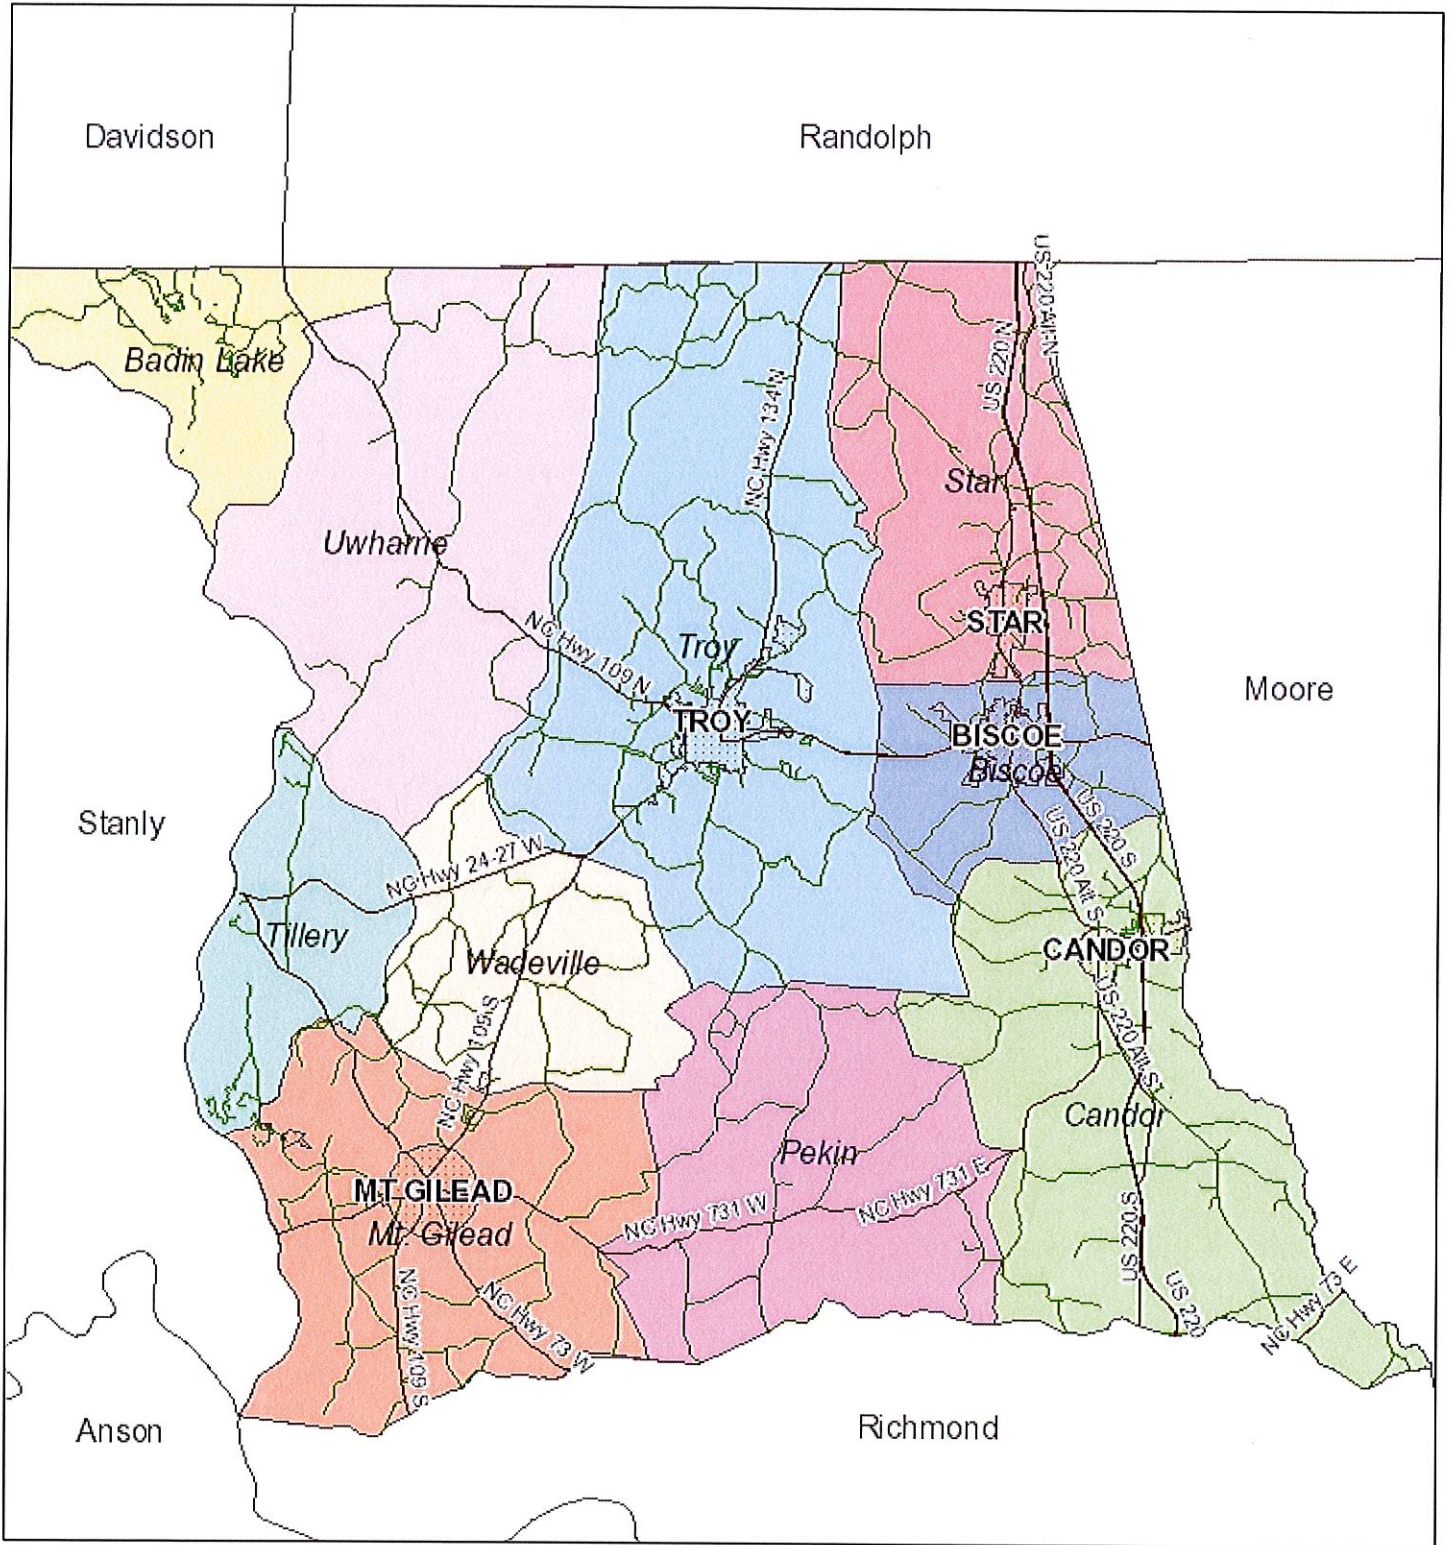 Davidson
Randolph
US 220 Alt N
US 220 N
Badin Lake
NC Hwy 134 N
Star
Uwharrie
STAR
NC Hwy 109 N
Troy
TROY
Moore
BISCOE
Biscoe
US 220 S
US 220 Alt S
Stanly
NC Hwy 24-27 W
Tillery
Wadeville
CANDOR
US 220 Alt S
NC Hwy 109 S
Candor
Pekin
MT GILEAD
Mt. Gilead
NC Hwy 731 W
NC Hwy 731 E
US 220 S
US 220
NC Hwy 73 E
NC Hwy 109 S
NC Hwy 73 W
Anson
Richmond